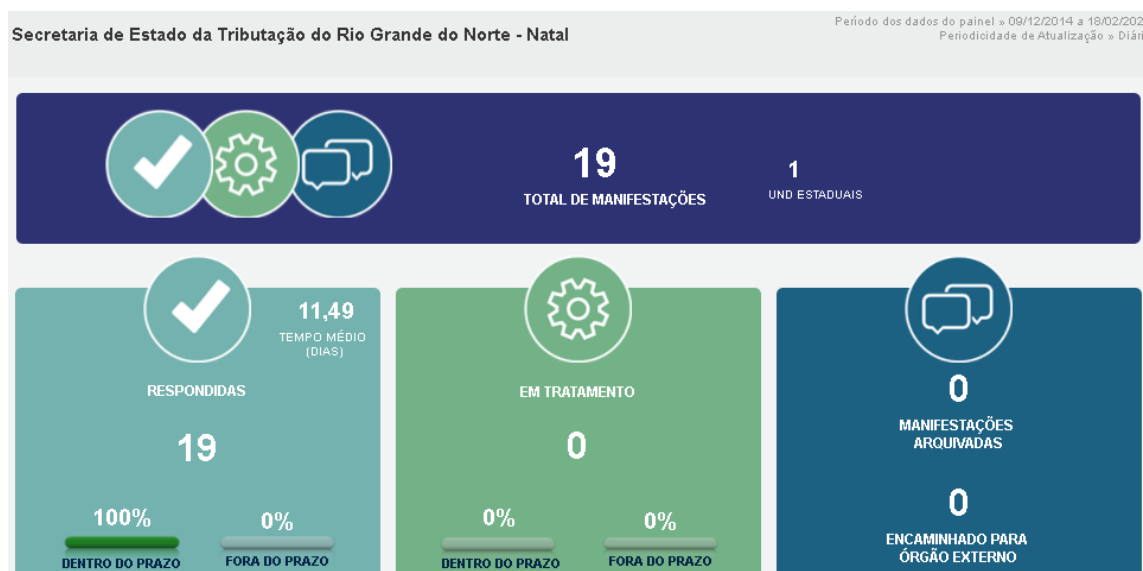 Secretaria de Estado da Tributação do Rio Grande do Norte - Natal
Período dos dados do painel » 09/12/2014 a 18/02/202
Periodicidade de Atualização » Diári
19
TOTAL DE MANIFESTAÇÕES
1
UND ESTADUAIS
11,49
TEMPO MÉDIO
(DIAS)
RESPONDIDAS
19
100%
DENTRO DO PRAZO
0%
FORA DO PRAZO
EM TRATAMENTO
0
0%
DENTRO DO PRAZO
0%
FORA DO PRAZO
0
MANIFESTAÇÕES
ARQUIVADAS
0
ENCAMINHADO PARA
ÓRGÃO EXTERNO